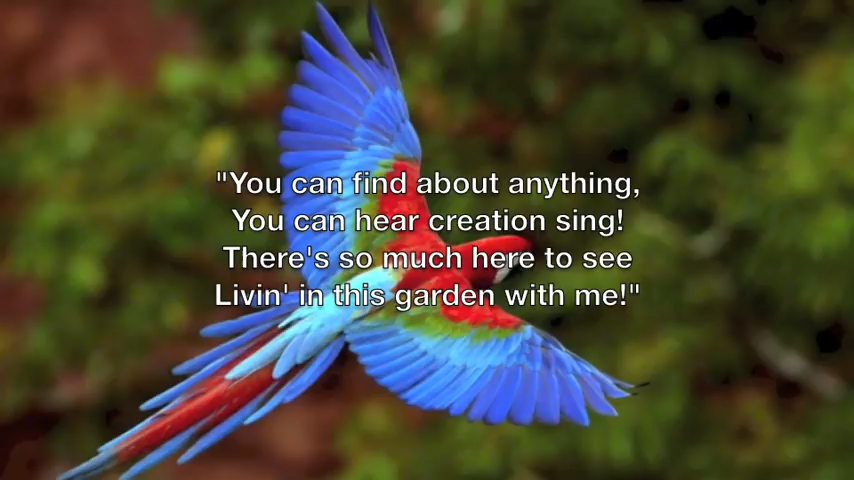 "You can find about anything,
You can hear creation sing!
There's so much here to see
Livin' in this garden with me!"